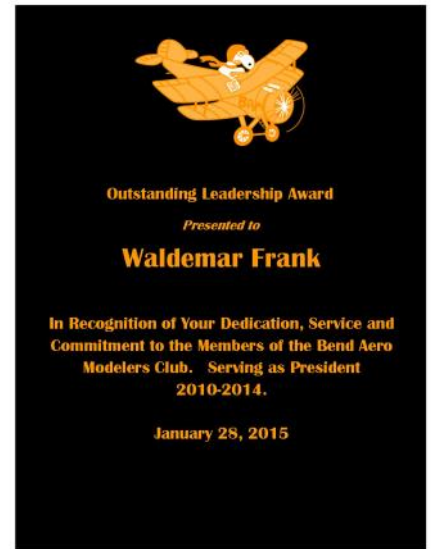 Outstanding Leadership Award
Presented to
Waldemar Frank
In Recognition of Your Dedication, Service and
Commitment to the Members of the Bend Aero
Modelers Club.   Serving as President
2010-2014.
January 28, 2015